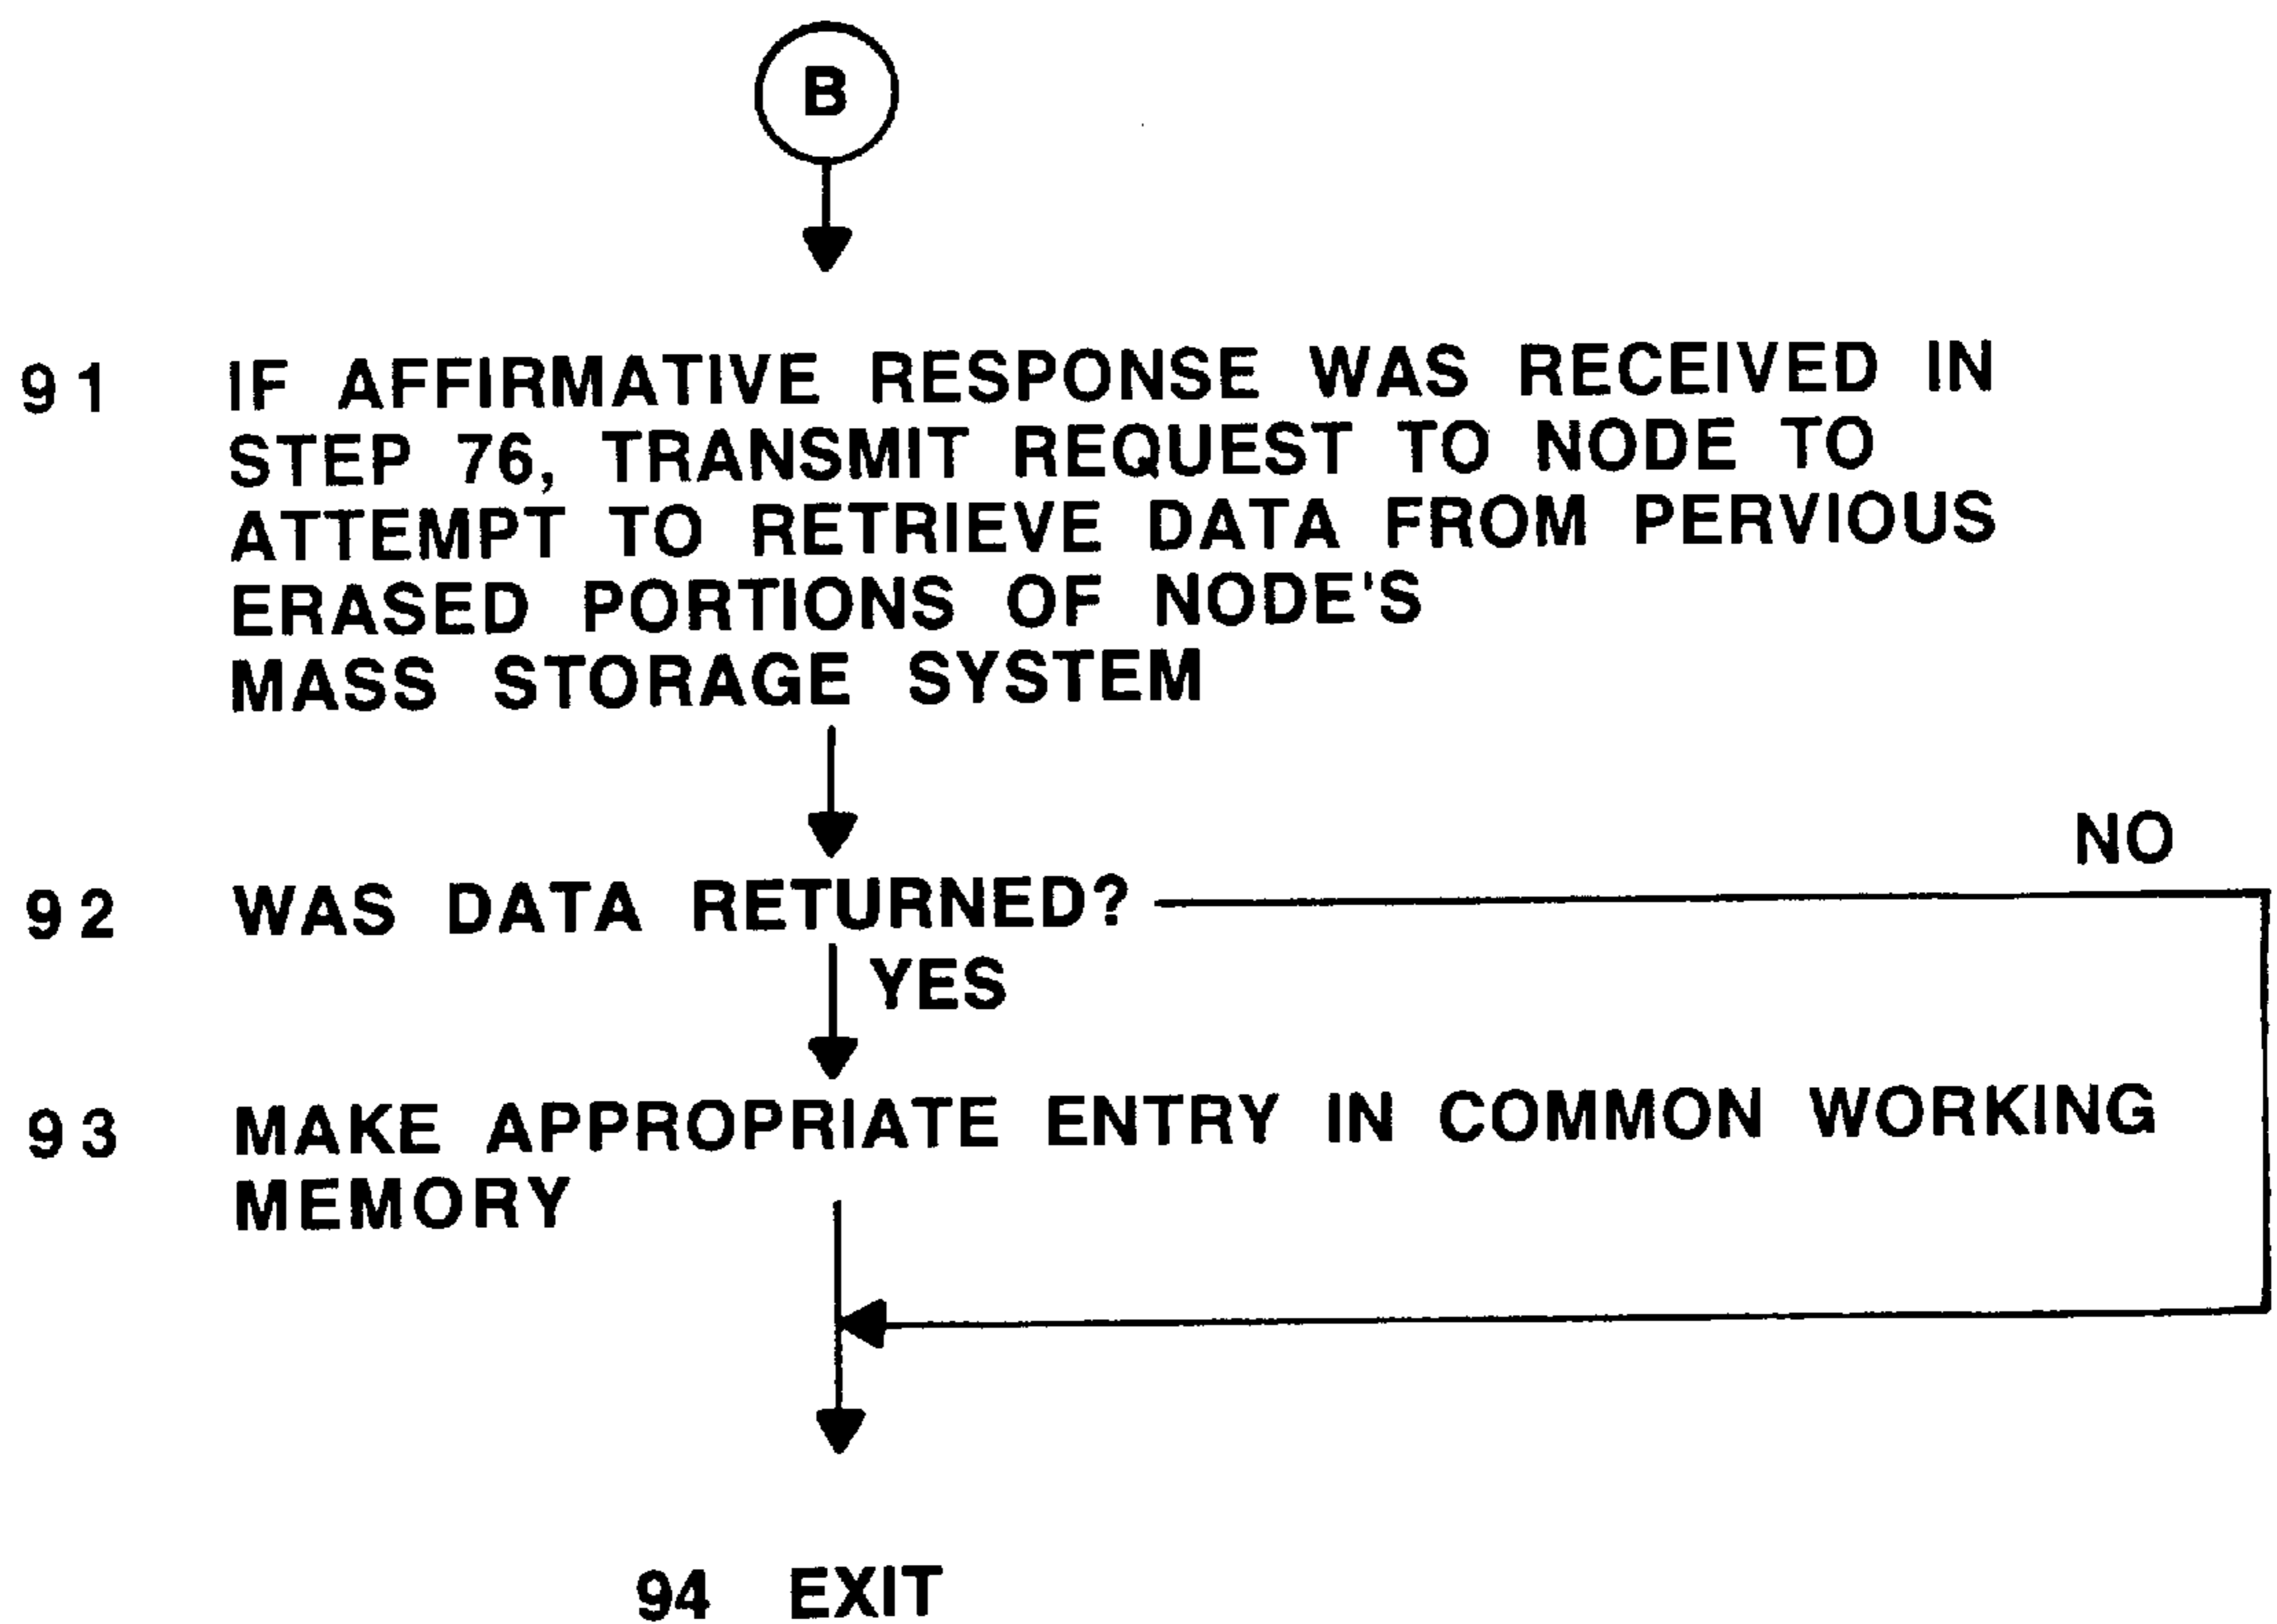 B
91 IF AFFIRMATIVE RESPONSE WAS RECEIVED IN
STEP 76, TRANSMIT REQUEST TO NODE TO
ATTEMPT TO RETRIEVE DATA FROM PERVIOUS
ERASED PORTIONS OF NODE'S
MASS STORAGE SYSTEM
NO
92 WAS DATA RETURNED?
YES
93 MAKE APPROPRIATE ENTRY IN COMMON WORKING
MEMORY
94 EXIT